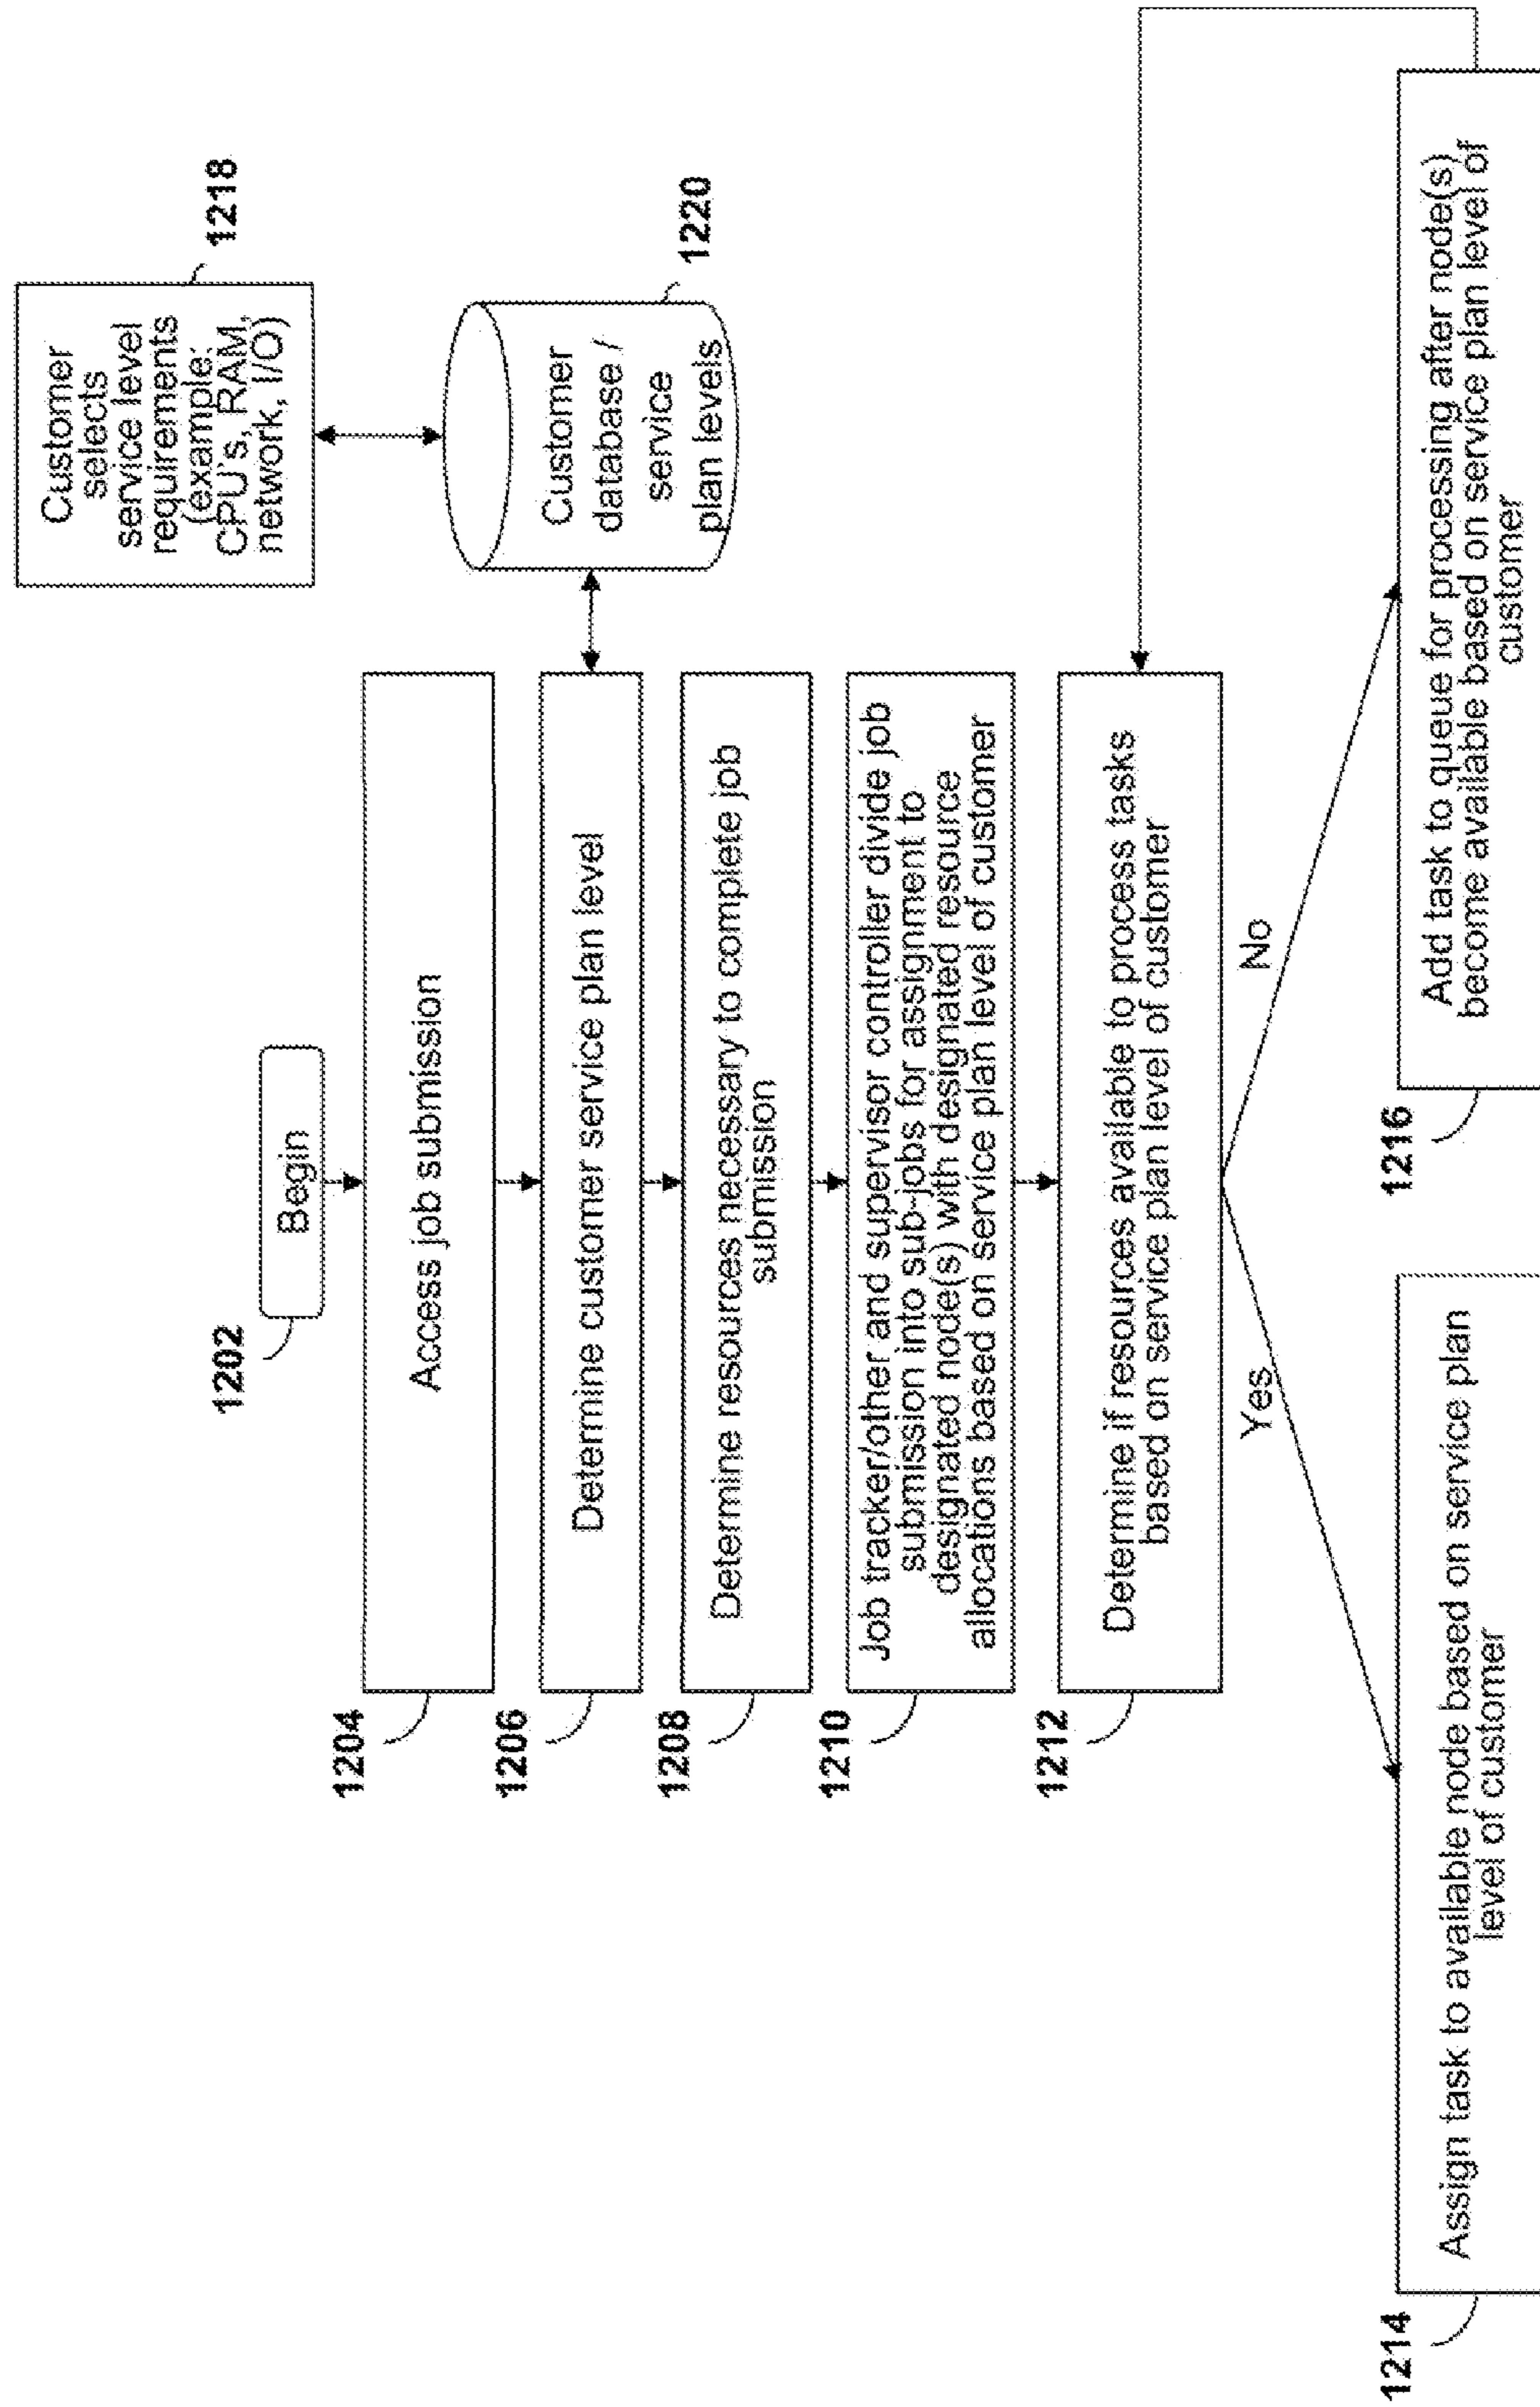 1202
Begin
1204
Access job submission
1206
Determine customer service plan level
1208
Determine resources necessary to complete job
submission
1210
Job tracker/other and supervisor controller divide job
submission into sub-jobs for assignment to
designated node(s) with designated resource
allocations based on service plan level of customer
1212
Determine if resources available to process tasks
based on service plan level of customer
Yes
No
1214
Assign task to available node based on service plan
level of customer
1216
Add task to queue for processing after node(s)
become available based on service plan level of
customer
Customer
selects
service level
requirements
(example:
CPU's, RAM,
network, I/O)
1218
Customer
database /
service
plan levels
1220